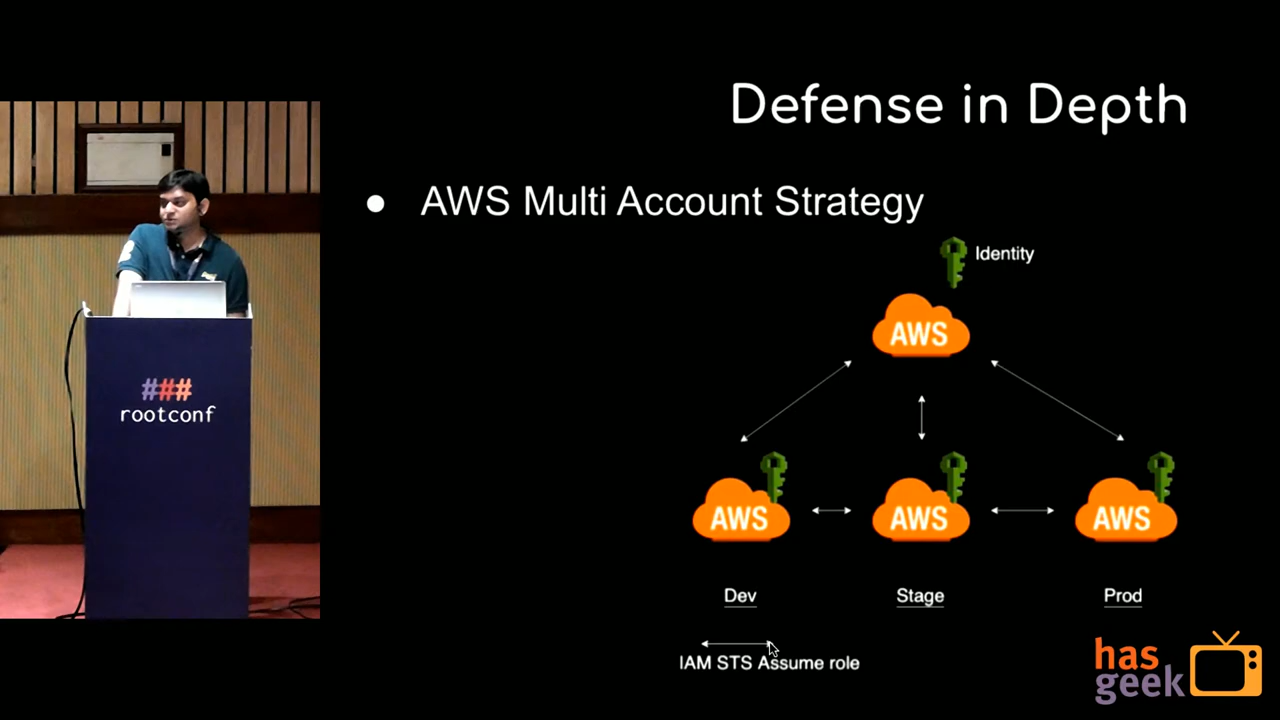 Defense in Depth
● AWS Multi Account Strategy
Identity
AWS
AWS
AWS
AWS
Dev
Stage
Prod
IAM STS Assume role
###
rootconf
has
geek